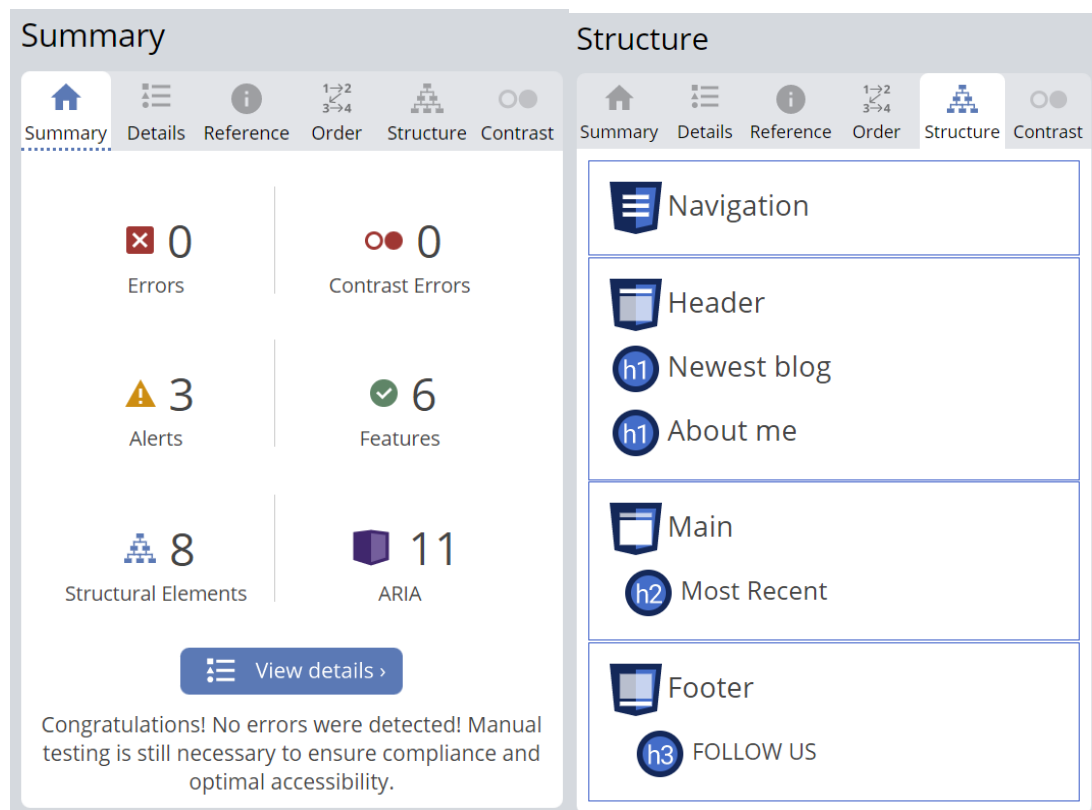 Summary
Summary
Details
Reference
1→2
3→4
Order
Structure
Contrast
0
Errors
0
Contrast Errors
3
Alerts
6
Features
8
Structural Elements
11
ARIA
View details ›
Congratulations! No errors were detected! Manual
testing is still necessary to ensure compliance and
optimal accessibility.
Structure
Summary
Details
Reference
1→2
3→4
Order
Structure
Contrast
Navigation
Header
h1 Newest blog
h1 About me
Main
h2 Most Recent
Footer
h3 FOLLOW US